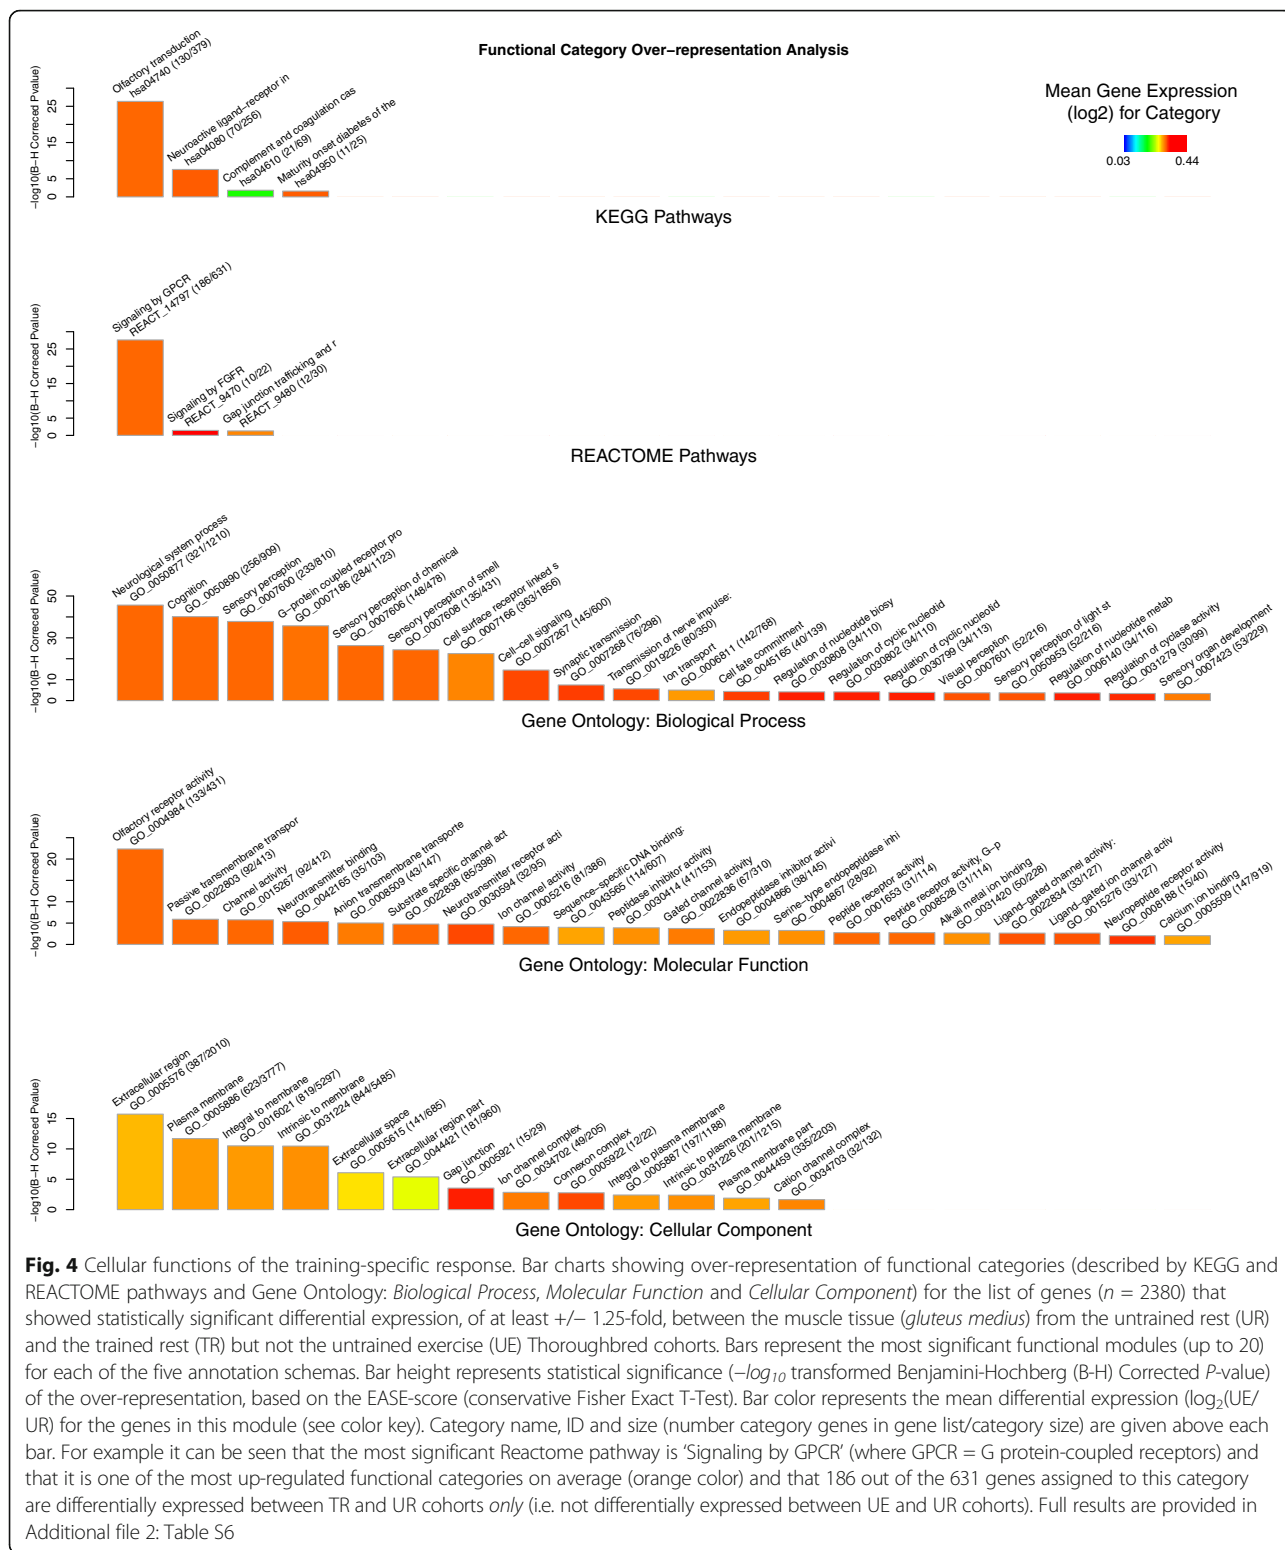 Functional Category Over−representation Analysis
Mean Gene Expression
(log2) for Category
0.03 0.44
−log10(B−H Correced Pvalue)
0 5 15 25
Olfactory transduction
hsa04740 (130/379)
Neuroactive ligand−receptor in
hsa04080 (70/256)
Complement and coagulation cas
hsa04610 (21/69)
Maturity onset diabetes of the
hsa04950 (11/25)
KEGG Pathways
−log10(B−H Correced Pvalue)
0 5 15 25
Signaling by GPCR
REACT_14797 (186/631)
Signaling by FGFR
REACT_9470 (10/22)
Gap junction trafficking and r
REACT_9480 (12/30)
REACTOME Pathways
−log10(B−H Correced Pvalue)
0 10 30 50
Neurological system process
GO_0050877 (321/1210)
Cognition
GO_0050890 (256/909)
Sensory perception
GO_0007600 (233/810)
G−protein coupled receptor pro
GO_0007186 (284/1123)
Sensory perception of chemical
GO_0007606 (148/478)
Sensory perception of smell
GO_0007608 (135/431)
Cell surface receptor linked s
GO_0007166 (363/1856)
Cell−cell signaling
GO_0007267 (145/600)
Synaptic transmission
GO_0007268 (76/298)
Transmission of nerve impulse:
GO_0019226 (80/350)
Ion transport
GO_0006811 (142/768)
Cell fate commitment
GO_0045165 (40/139)
Regulation of nucleotide biosy
GO_0030808 (34/110)
Regulation of cyclic nucleotid
GO_0030802 (34/110)
Regulation of cyclic nucleotid
GO_0030799 (34/113)
Visual perception
GO_0007601 (52/216)
Sensory perception of light st
GO_0050953 (52/216)
Regulation of nucleotide metab
GO_0006140 (34/116)
Regulation of cyclase activity
GO_0031279 (30/99)
Sensory organ development
GO_0007423 (53/229)
Gene Ontology: Biological Process
−log10(B−H Correced Pvalue)
0 5 10 20
Olfactory receptor activity
GO_0004984 (133/431)
Passive transmembrane transpor
GO_0022803 (92/413)
Channel activity
GO_0015267 (92/412)
Neurotransmitter binding
GO_0042165 (35/103)
Anion transmembrane transporte
GO_0008509 (43/147)
Substrate specific channel act
GO_0022838 (85/398)
Neurotransmitter receptor acti
GO_0030594 (32/95)
Ion channel activity
GO_0005216 (81/386)
Sequence−specific DNA binding:
GO_0043565 (114/607)
Peptidase inhibitor activity
GO_0030414 (41/153)
Gated channel activity
GO_0022836 (67/310)
Endopeptidase inhibitor activi
GO_0004866 (38/145)
Serine−type endopeptidase inhi
GO_0004867 (28/92)
Peptide receptor activity
GO_0001653 (31/114)
Peptide receptor activity, G−p
GO_0008528 (31/114)
Alkali metal ion binding
GO_0031420 (50/228)
Ligand−gated channel activity:
GO_0022834 (33/127)
Ligand−gated ion channel activ
GO_0015276 (33/127)
Neuropeptide receptor activity
GO_0008188 (15/40)
Calcium ion binding
GO_0005509 (147/919)
Gene Ontology: Molecular Function
−log10(B−H Correced Pvalue)
0 5 10 15
Extracellular region
GO_0005576 (387/2010)
Plasma membrane
GO_0005886 (623/3777)
Integral to membrane
GO_0016021 (819/5297)
Intrinsic to membrane
GO_0031224 (844/5485)
Extracellular space
GO_0005615 (141/685)
Extracellular region part
GO_0044421 (181/960)
Gap junction
GO_0005921 (15/29)
Ion channel complex
GO_0034702 (49/205)
Connexon complex
GO_0005922 (12/22)
Integral to plasma membrane
GO_0005887 (197/1188)
Intrinsic to plasma membrane
GO_0031226 (201/1215)
Plasma membrane part
GO_0044459 (335/2203)
Cation channel complex
GO_0034703 (32/132)
Gene Ontology: Cellular Component
Fig. 4 Cellular functions of the training-specific response. Bar charts showing over-representation of functional categories (described by KEGG and
REACTOME pathways and Gene Ontology: Biological Process, Molecular Function and Cellular Component) for the list of genes (n = 2380) that
showed statistically significant differential expression, of at least +/− 1.25-fold, between the muscle tissue (gluteus medius) from the untrained rest (UR)
and the trained rest (TR) but not the untrained exercise (UE) Thoroughbred cohorts. Bars represent the most significant functional modules (up to 20)
for each of the five annotation schemas. Bar height represents statistical significance (−log10 transformed Benjamini-Hochberg (B-H) Corrected P-value)
of the over-representation, based on the EASE-score (conservative Fisher Exact T-Test). Bar color represents the mean differential expression (log2(UE/
UR) for the genes in this module (see color key). Category name, ID and size (number category genes in gene list/category size) are given above each
bar. For example it can be seen that the most significant Reactome pathway is ‘Signaling by GPCR’ (where GPCR = G protein-coupled receptors) and
that it is one of the most up-regulated functional categories on average (orange color) and that 186 out of the 631 genes assigned to this category
are differentially expressed between TR and UR cohorts only (i.e. not differentially expressed between UE and UR cohorts). Full results are provided in
Additional file 2: Table S6